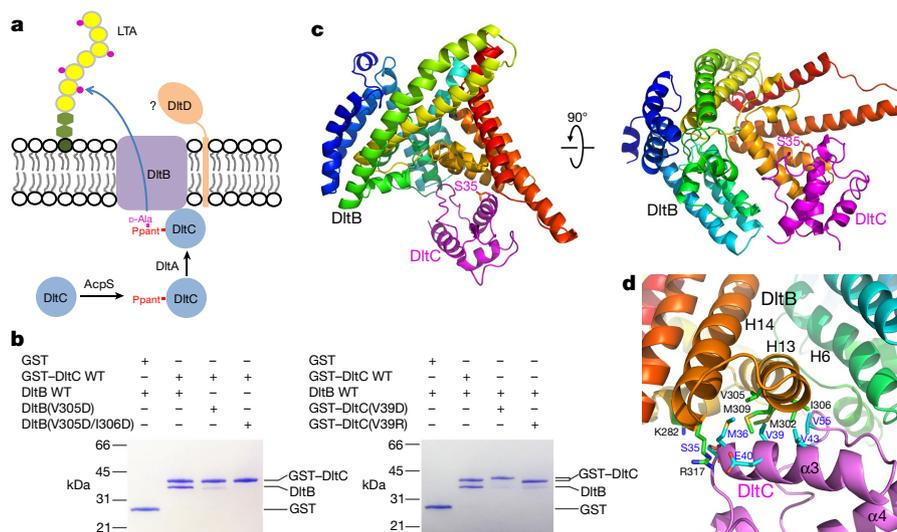 a
LTA
?
DltD
DltB
D-Ala
Ppant
DltC
DltA
DltC
AcpS
Ppant
DltC
b
GST + – – –
GST–DltC WT – + + +
DltB WT + + – –
DltB(V305D) – – + –
DltB(V305D/I306D) – – – +
66
45
kDa
31
21
GST–DltC
DltB
GST
GST + – – –
GST–DltC WT – + – –
DltB WT + + + +
GST–DltC(V39D) – – + –
GST–DltC(V39R) – – – +
66
45
kDa
31
21
GST–DltC
DltB
GST
c
S35
DltB
DltC
90°
S35
DltB
DltC
d
DltB
H14
H13
H6
V305
M309
I306
K282
M302
V55
M36
V39
V43
S35
E40
R317
α3
DltC
α4